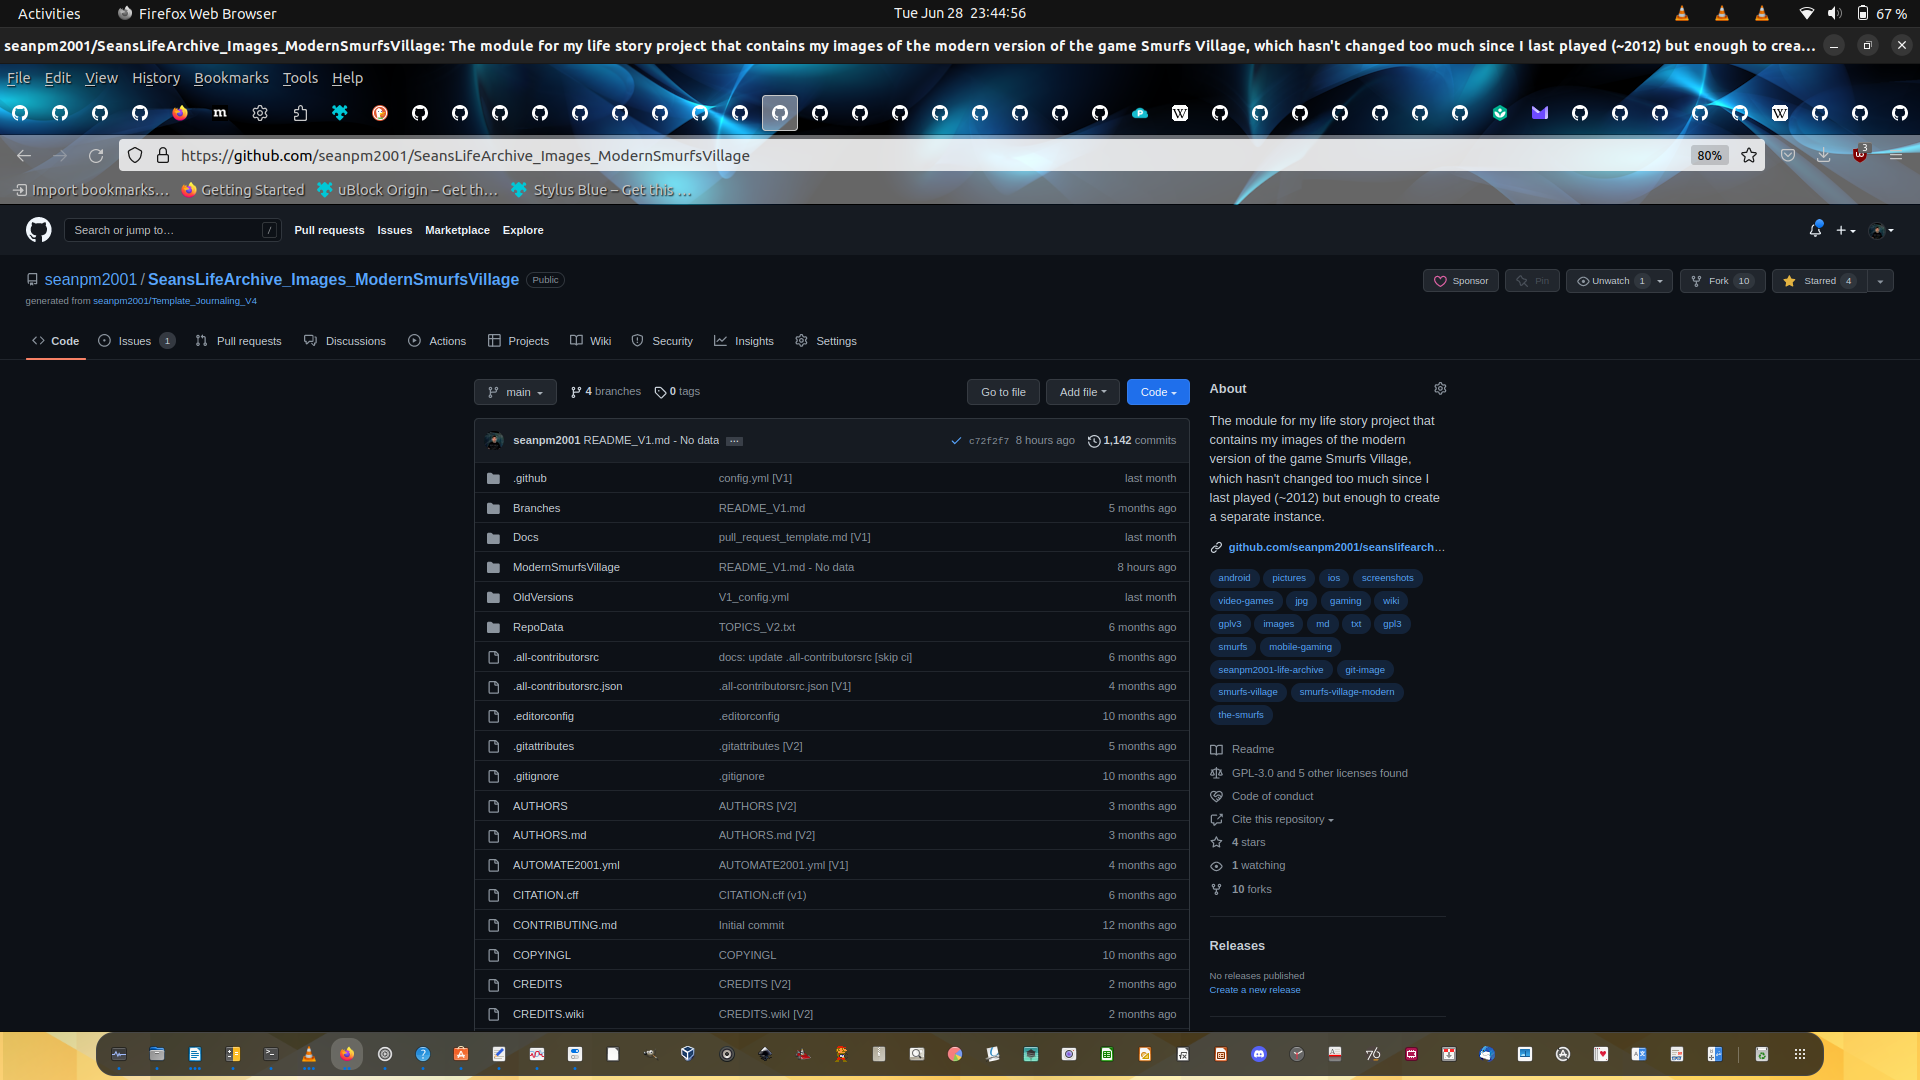 Activities Firefox Web Browser Tue Jun 28 23:44:56 67 %
seanpm2001/SeansLifeArchive_Images_ModernSmurfsVillage: The module for my life story project that contains my images of the modern version of the game Smurfs Village, which hasn't changed too much since I last played (~2012) but enough to crea…
File Edit View History Bookmarks Tools Help
https://github.com/seanpm2001/SeansLifeArchive_Images_ModernSmurfsVillage 80% 3
Import bookmarks… Getting Started uBlock Origin – Get th… Stylus Blue – Get this …
Search or jump to… / Pull requests Issues Marketplace Explore
seanpm2001 / SeansLifeArchive_Images_ModernSmurfsVillage Public Sponsor Pin Unwatch 1 Fork 10 Starred 4
generated from seanpm2001/Template_Journaling_V4
Code Issues 1 Pull requests Discussions Actions Projects Wiki Security Insights Settings
main 4 branches 0 tags Go to file Add file Code
seanpm2001 README_V1.md - No data ... c72f2f7 8 hours ago 1,142 commits
.github config.yml [V1] last month
Branches README_V1.md 5 months ago
Docs pull_request_template.md [V1] last month
ModernSmurfsVillage README_V1.md - No data 8 hours ago
OldVersions V1_config.yml last month
RepoData TOPICS_V2.txt 6 months ago
.all-contributorsrc docs: update .all-contributorsrc [skip ci] 6 months ago
.all-contributorsrc.json .all-contributorsrc.json [V1] 4 months ago
.editorconfig .editorconfig 10 months ago
.gitattributes .gitattributes [V2] 5 months ago
.gitignore .gitignore 10 months ago
AUTHORS AUTHORS [V2] 3 months ago
AUTHORS.md AUTHORS.md [V2] 3 months ago
AUTOMATE2001.yml AUTOMATE2001.yml [V1] 4 months ago
CITATION.cff CITATION.cff (v1) 6 months ago
CONTRIBUTING.md Initial commit 12 months ago
COPYINGL COPYINGL 10 months ago
CREDITS CREDITS [V2] 2 months ago
CREDITS.wiki CREDITS.wikI [V2] 2 months ago
About
The module for my life story project that
contains my images of the modern
version of the game Smurfs Village,
which hasn't changed too much since I
last played (~2012) but enough to create
a separate instance.
github.com/seanpm2001/seanslifearch…
android pictures ios screenshots
video-games jpg gaming wiki
gplv3 images md txt gpl3
smurfs mobile-gaming
seanpm2001-life-archive git-image
smurfs-village smurfs-village-modern
the-smurfs
Readme
GPL-3.0 and 5 other licenses found
Code of conduct
Cite this repository
4 stars
1 watching
10 forks
Releases
No releases published
Create a new release